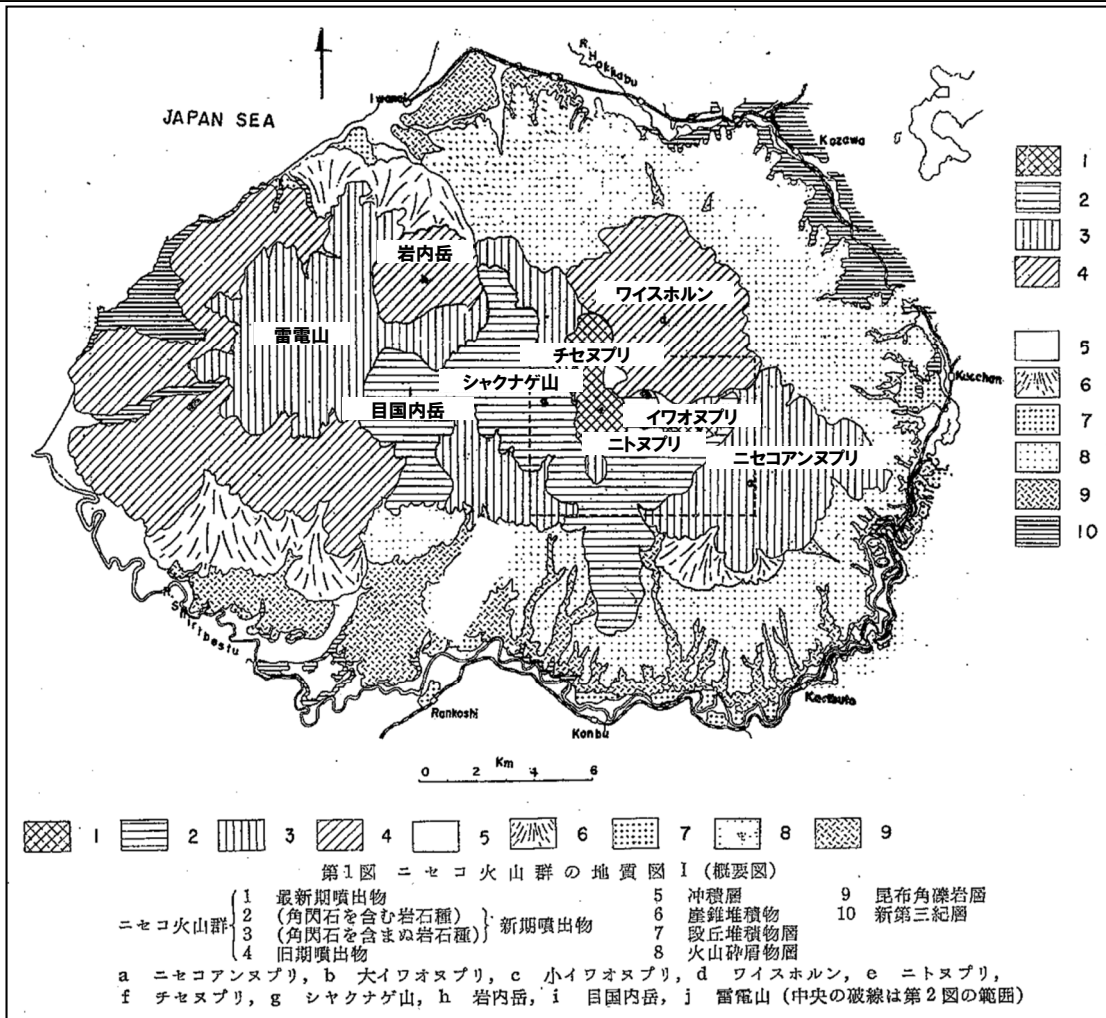 R. Hokkabu
Iwanai
JAPAN SEA
Kozawa
1
2
3
4
岩内岳
ワイスホルン
d
雷電山
チセヌプリ
5
シャクナゲ山
6
Kucchan
目国内岳
イワオヌプリ
7
ニトヌプリ
ニセコアンヌプリ
8
9
10
R. Shiribestu
Rankoshi
Konbu
Km
0 2 4 6
1 2 3 4 5 6 7 8 9
第1図 ニセコ火山群の地質図 I (概要図)
ニセコ火山群
1 最新期噴出物
2 (角閃石を含む岩石種)
3 (角閃石を含まぬ岩石種)
新期噴出物
4 旧期噴出物
5 冲積層
6 崖錐堆積物
7 段丘堆積物層
8 火山砕屑物層
9 昆布角礫岩層
10 新第三紀層
a ニセコアンヌプリ, b 大イワオヌプリ, c 小イワオヌプリ, d ワイスホルン, e ニトヌプリ,
f チセヌプリ, g シャクナゲ山, h 岩内岳, i 目国内岳, j 雷電山 (中央の破線は第2図の範囲)